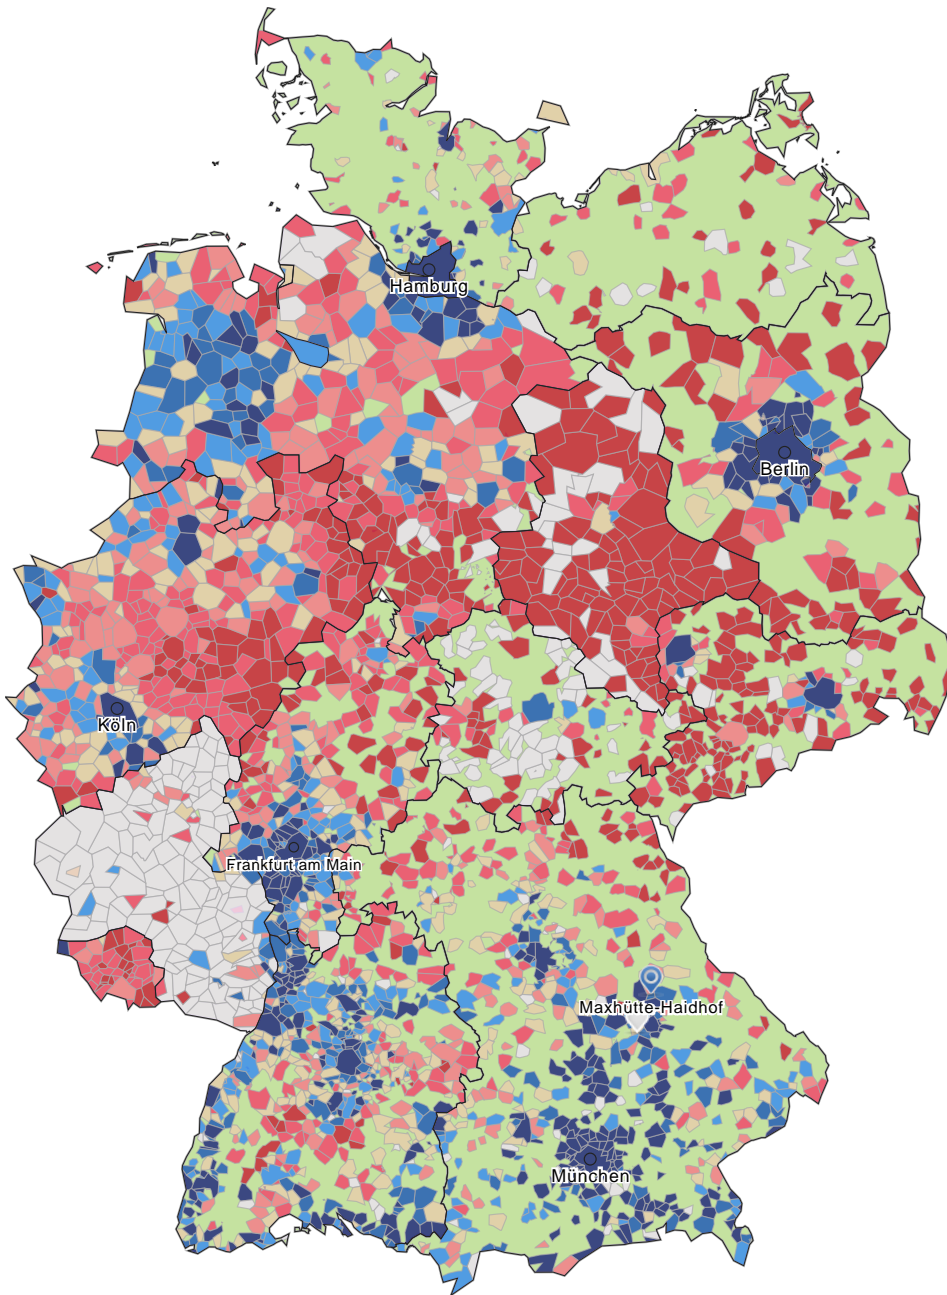 Hamburg
Berlin
Köln
Frankfurt am Main
Maxhütte-Haidhof
München